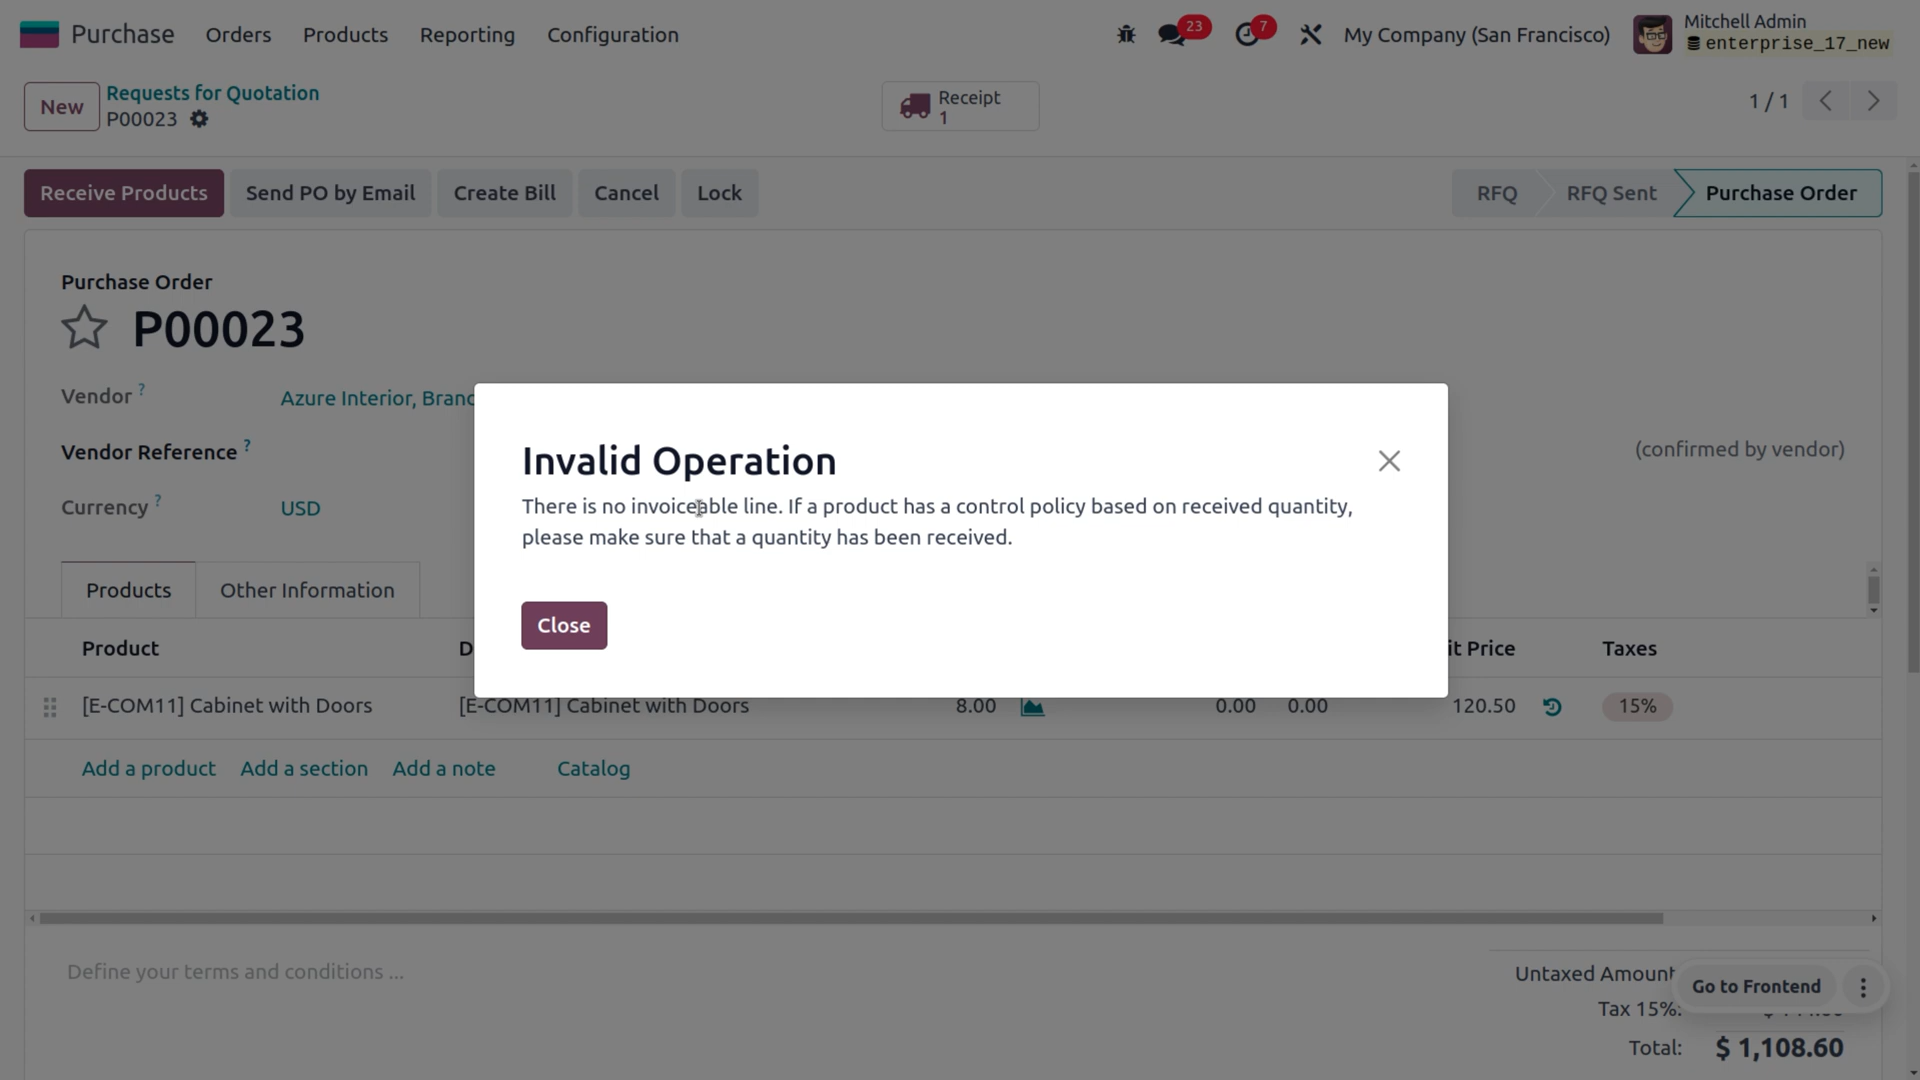 Purchase Orders Products Reporting Configuration 23 7 My Company (San Francisco) Mitchell Admin
enterprise_17_new
New Requests for Quotation
P00023
Receipt
1
1 / 1
Receive Products Send PO by Email Create Bill Cancel Lock RFQ RFQ Sent Purchase Order
Purchase Order
P00023
Vendor ? Azure Interior, Branc
Vendor Reference ? (confirmed by vendor)
Currency ? USD
Invalid Operation
There is no invoiceable line. If a product has a control policy based on received quantity,
please make sure that a quantity has been received.
Close
Products Other Information
Product D it Price Taxes
[E-COM11] Cabinet with Doors [E-COM11] Cabinet with Doors 8.00 0.00 0.00 120.50 15%
Add a product Add a section Add a note Catalog
Define your terms and conditions ...
Untaxed Amount
Go to Frontend
Tax 15%:
Total: $ 1,108.60